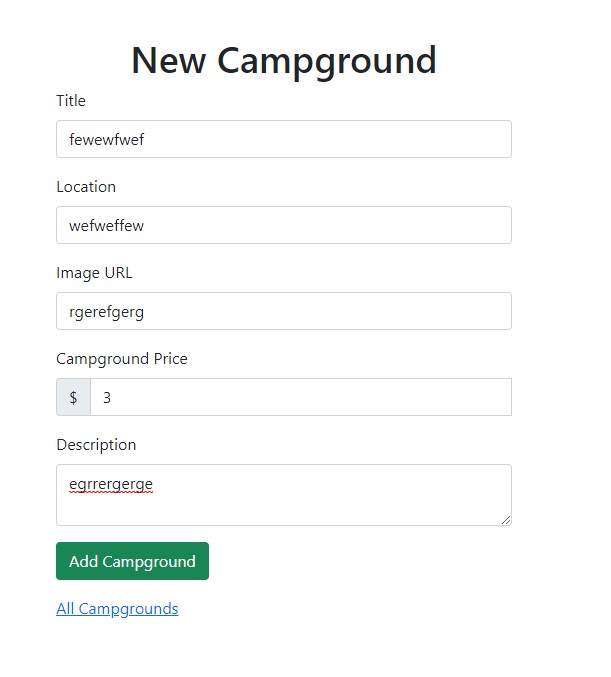 New Campground
Title
fewewfwef
Location
wefweffew
Image URL
rgerefgerg
Campground Price
$ 3
Description
egrrergerge
Add Campground
All Campgrounds